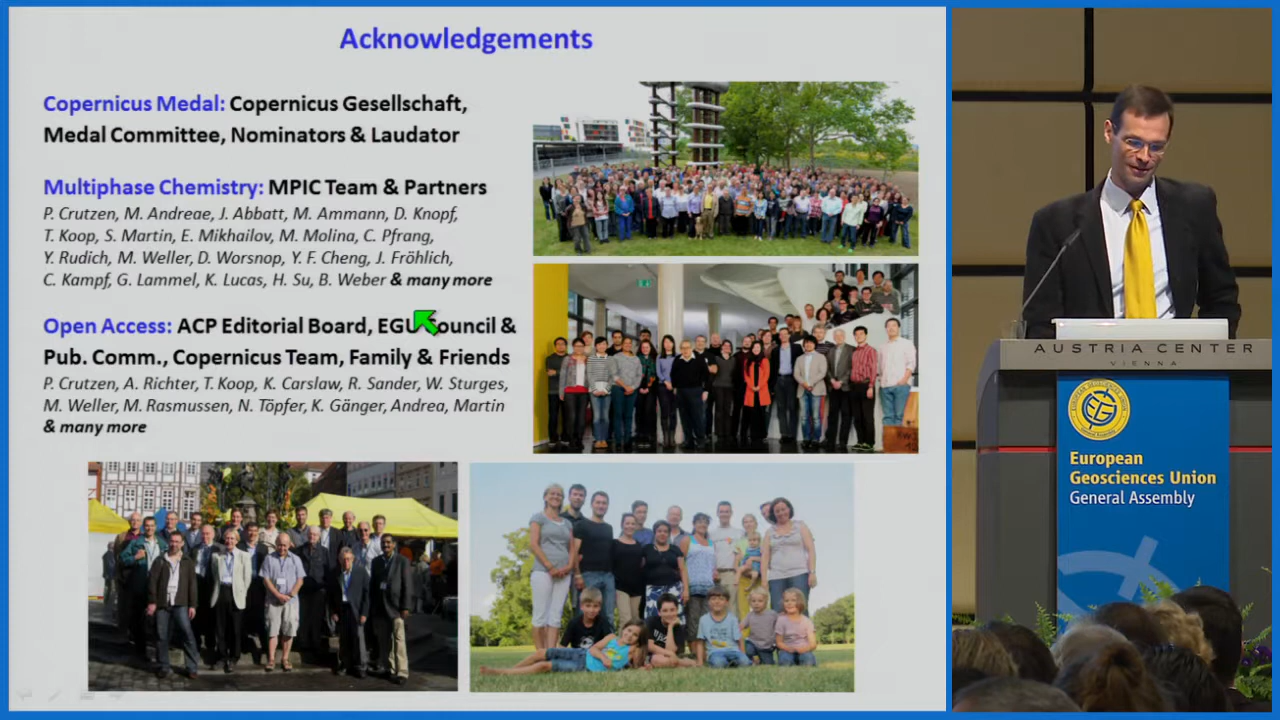 Acknowledgements
Copernicus Medal: Copernicus Gesellschaft,
Medal Committee, Nominators & Laudator
Multiphase Chemistry: MPIC Team & Partners
P. Crutzen, M. Andreae, J. Abbatt, M. Ammann, D. Knopf,
T. Koop, S. Martin, E. Mikhailov, M. Molina, C. Pfrang,
Y. Rudich, M. Weller, D. Worsnop, Y. F. Cheng, J. Fröhlich,
C. Kampf, G. Lammel, K. Lucas, H. Su, B. Weber & many more
Open Access: ACP Editorial Board, EGU Council &
Pub. Comm., Copernicus Team, Family & Friends
P. Crutzen, A. Richter, T. Koop, K. Carslaw, R. Sander, W. Sturges,
M. Weller, M. Rasmussen, N. Töpfer, K. Gänger, Andrea, Martin
& many more
AUSTRIA CENTER
VIENNA
EGU
General Assembly
European
Geosciences Union
General Assembly